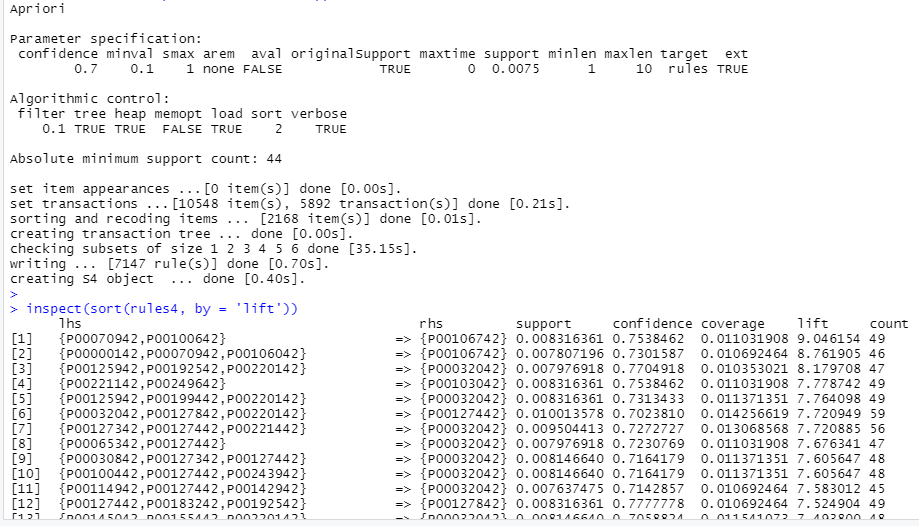 Apriori
Parameter specification:
confidence minval smax arem aval originalSupport maxtime support minlen maxlen target ext
0.7 0.1 1 none FALSE TRUE 0 0.0075 1 10 rules TRUE
Algorithmic control:
filter tree heap memopt load sort verbose
0.1 TRUE TRUE FALSE TRUE 2 TRUE
Absolute minimum support count: 44
set item appearances ...[0 item(s)] done [0.00s].
set transactions ...[10548 item(s), 5892 transaction(s)] done [0.21s].
sorting and recoding items ... [2168 item(s)] done [0.01s].
creating transaction tree ... done [0.00s].
checking subsets of size 1 2 3 4 5 6 done [35.15s].
writing ... [7147 rule(s)] done [0.70s].
creating S4 object ... done [0.40s].
>
> inspect(sort(rules4, by = 'lift'))
lhs rhs support confidence coverage lift count
[1] {P00070942,P00100642} => {P00106742} 0.008316361 0.7538462 0.011031908 9.046154 49
[2] {P00000142,P00070942,P00106042} => {P00106742} 0.007807196 0.7301587 0.010692464 8.761905 46
[3] {P00125942,P00192542,P00220142} => {P00032042} 0.007976918 0.7704918 0.010353021 8.179708 47
[4] {P00221142,P00249642} => {P00103042} 0.008316361 0.7538462 0.011031908 7.778742 49
[5] {P00125942,P00199442,P00220142} => {P00032042} 0.008316361 0.7313433 0.011371351 7.764098 49
[6] {P00032042,P00127842,P00220142} => {P00127442} 0.010013578 0.7023810 0.014256619 7.720949 59
[7] {P00127342,P00127442,P00221442} => {P00032042} 0.009504413 0.7272727 0.013068568 7.720885 56
[8] {P00065342,P00127442} => {P00032042} 0.007976918 0.7230769 0.011031908 7.676341 47
[9] {P00030842,P00127342,P00127442} => {P00032042} 0.008146640 0.7164179 0.011371351 7.605647 48
[10] {P00100442,P00127442,P00243942} => {P00032042} 0.008146640 0.7164179 0.011371351 7.605647 48
[11] {P00114942,P00127442,P00142942} => {P00032042} 0.007637475 0.7142857 0.010692464 7.583012 45
[12] {P00127442,P00183242,P00192542} => {P00127842} 0.008316361 0.7777778 0.010692464 7.524904 49